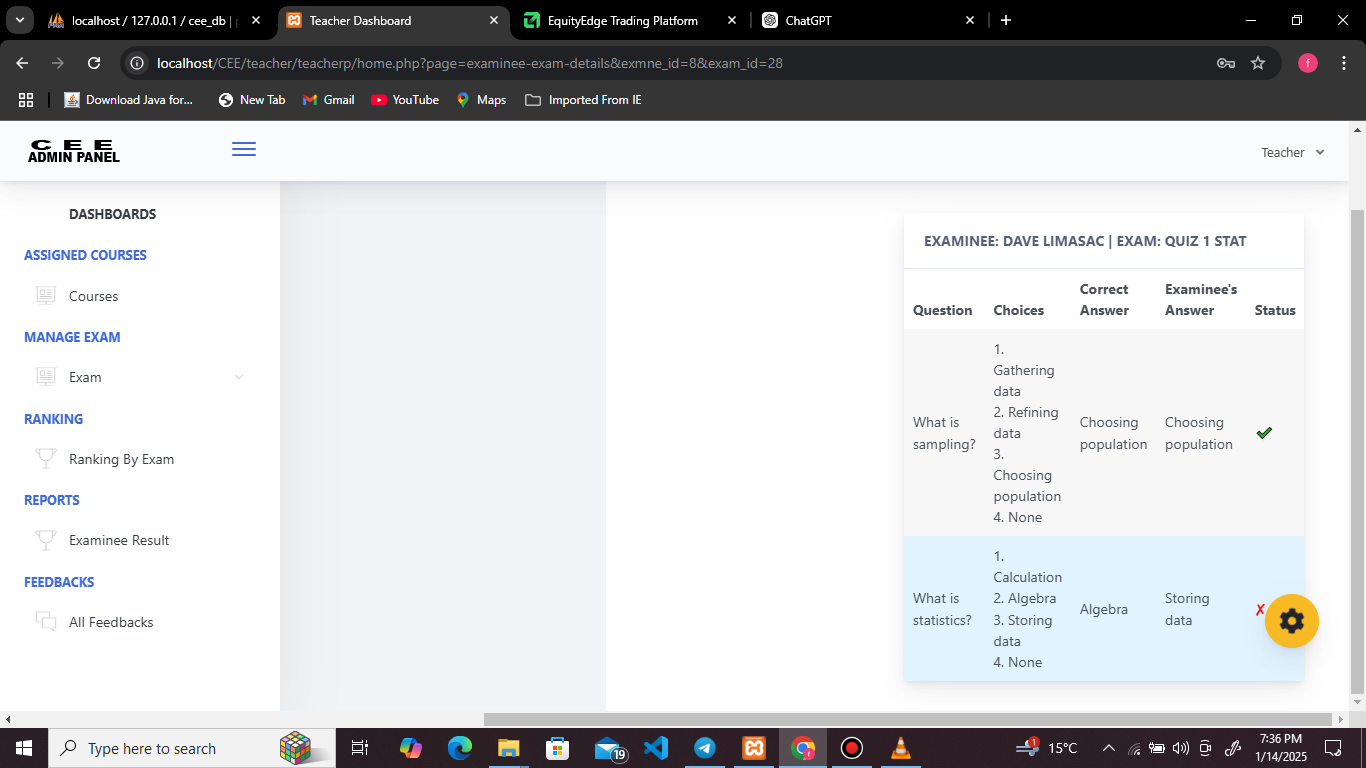 localhost / 127.0.0.1 / cee_db | p
Teacher Dashboard
EquityEdge Trading Platform
ChatGPT
localhost/CEE/teacher/teacherp/home.php?page=examinee-exam-details&exmne_id=8&exam_id=28
f
Download Java for...
New Tab
Gmail
YouTube
Maps
Imported From IE
C E E
ADMIN PANEL
Teacher
DASHBOARDS
ASSIGNED COURSES
Courses
MANAGE EXAM
Exam
RANKING
Ranking By Exam
REPORTS
Examinee Result
FEEDBACKS
All Feedbacks
EXAMINEE: DAVE LIMASAC | EXAM: QUIZ 1 STAT
Question
Choices
Correct
Answer
Examinee's
Answer
Status
What is
sampling?
1.
Gathering
data
2. Refining
data
3.
Choosing
population
4. None
Choosing
population
Choosing
population
What is
statistics?
1.
Calculation
2. Algebra
3. Storing
data
4. None
Algebra
Storing
data
Type here to search
19
1
15°C
7:36 PM
1/14/2025